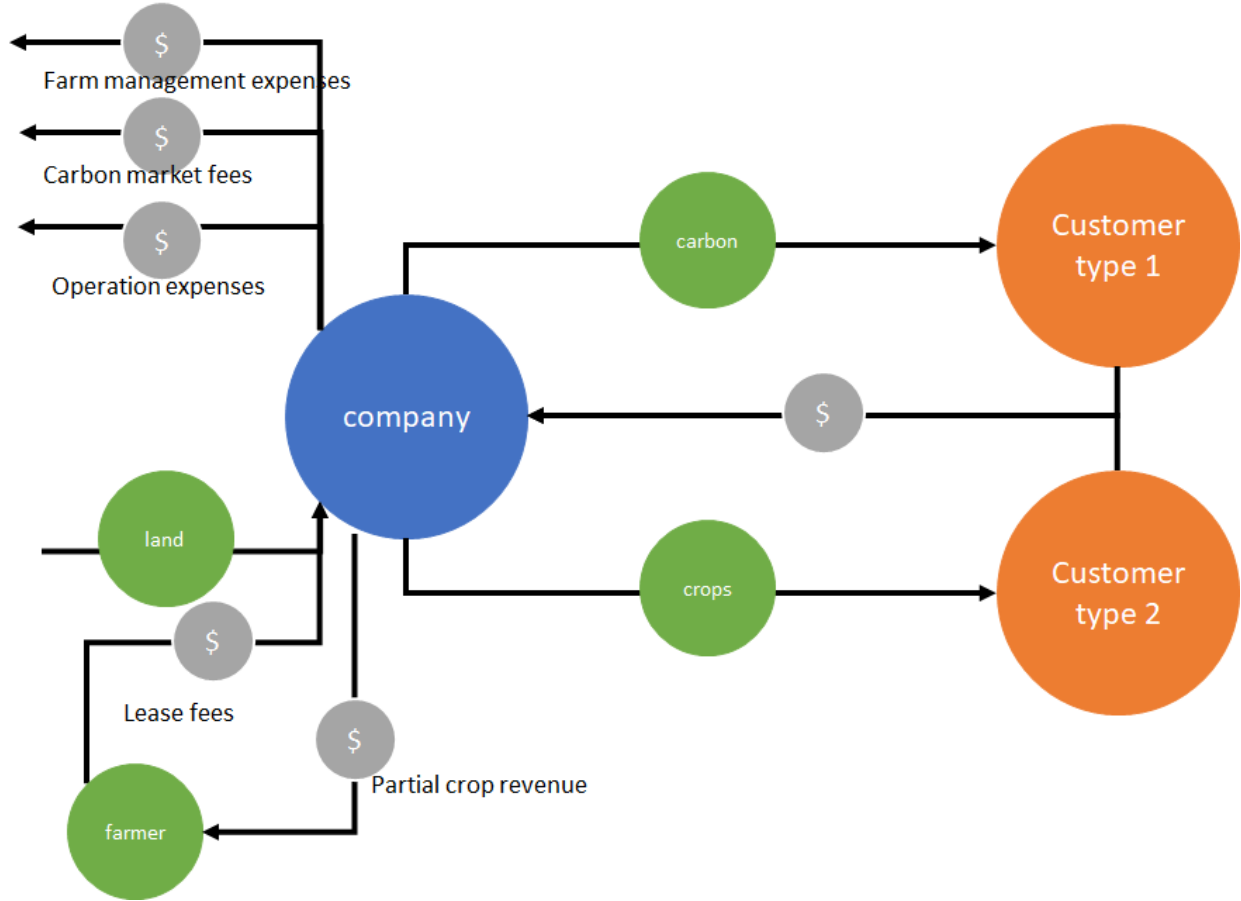 $
Farm management expenses
$
Carbon market fees
$
Operation expenses
carbon
Customer
type 1
company
$
land
crops
Customer
type 2
$
Lease fees
$
Partial crop revenue
farmer